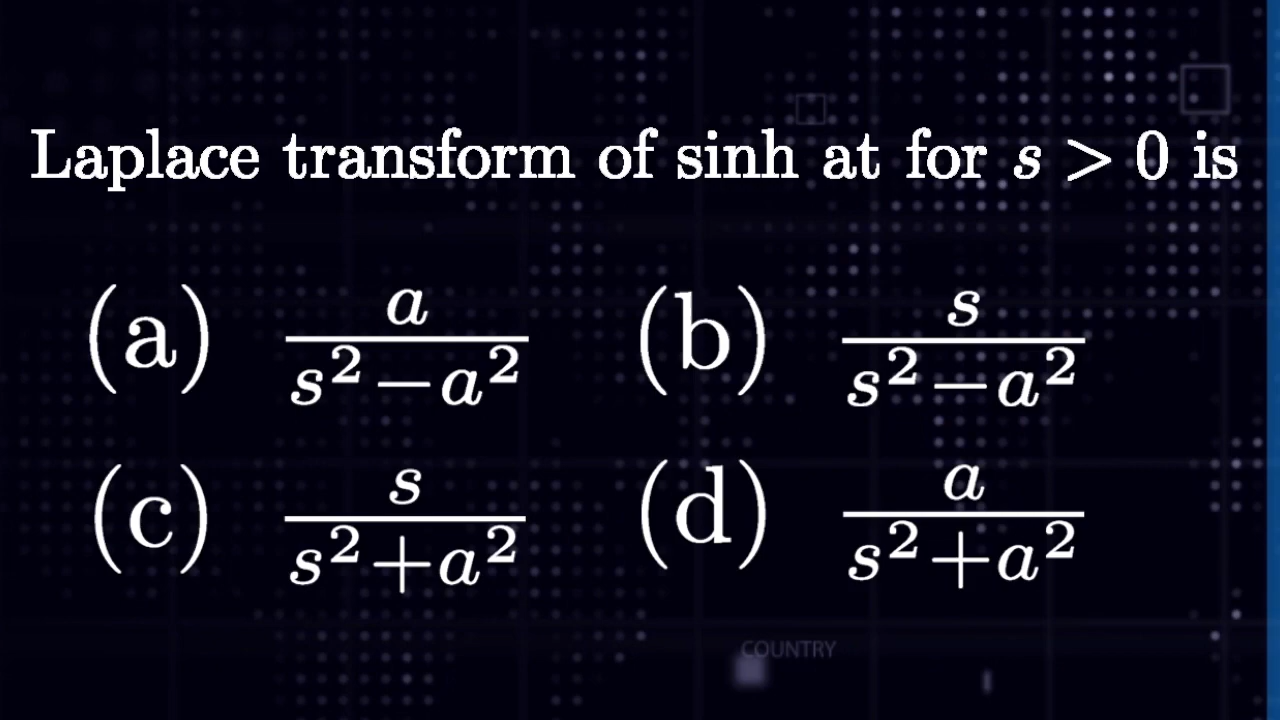 Laplace transform of sinh at for s > 0 is
(a) a/(s²−a²) (b) s/(s²−a²)
(c) s/(s²+a²) (d) a/(s²+a²)
COUNTRY